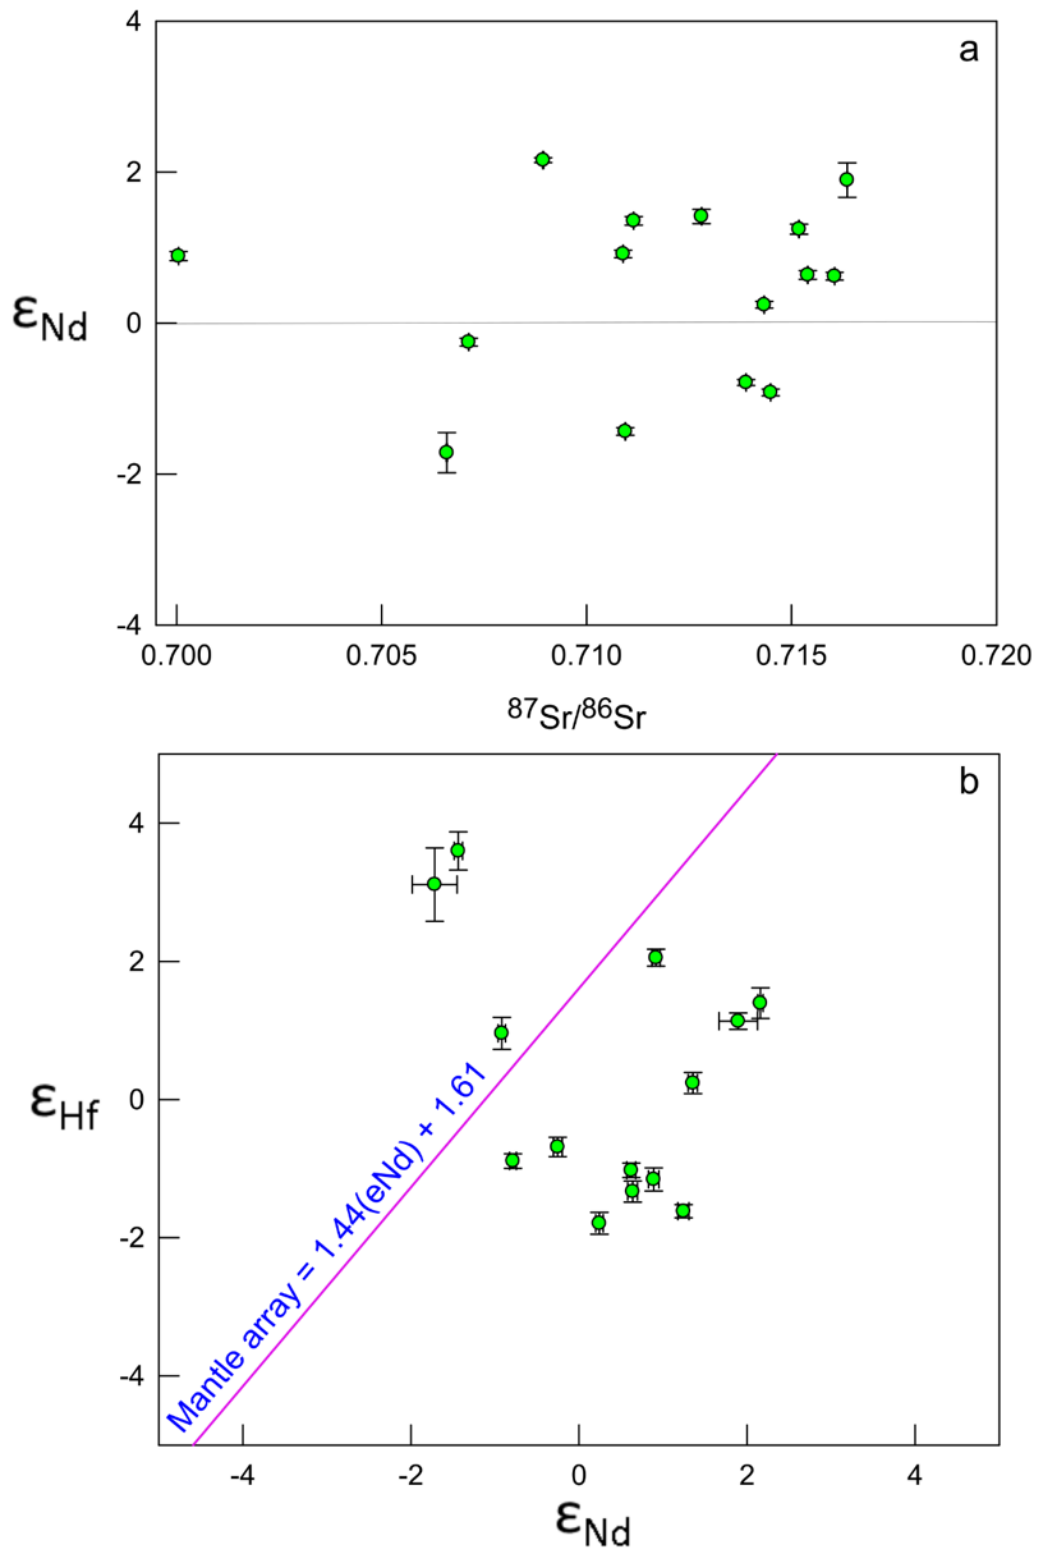 a
4
2
0
-2
-4
εNd
0.700 0.705 0.710 0.715 0.720
87Sr/86Sr
b
4
2
0
-2
-4
εHf
Mantle array = 1.44(eNd) + 1.61
-4 -2 0 2 4
εNd